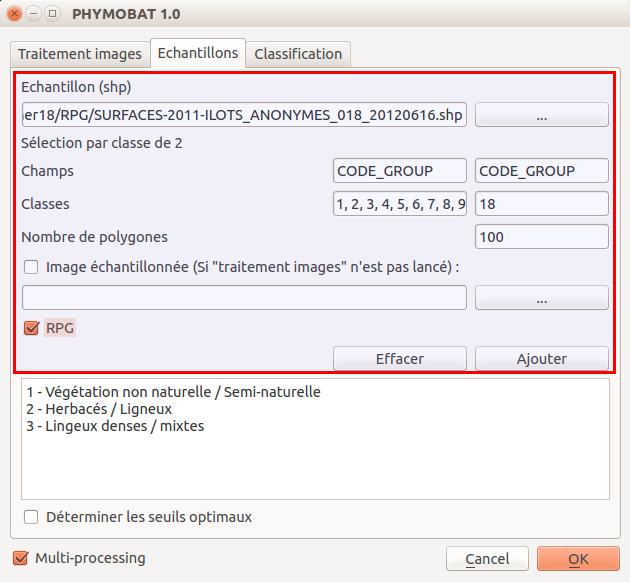 PHYMOBAT 1.0
Traitement images Echantillons Classification
Echantillon (shp)
er18/RPG/SURFACES-2011-ILOTS_ANONYMES_018_20120616.shp ...
Sélection par classe de 2
Champs CODE_GROUP CODE_GROUP
Classes 1, 2, 3, 4, 5, 6, 7, 8, 9 18
Nombre de polygones 100
Image échantillonnée (Si "traitement images" n'est pas lancé) :
...
RPG
Effacer Ajouter
1 - Végétation non naturelle / Semi-naturelle
2 - Herbacés / Ligneux
3 - Lingeux denses / mixtes
Déterminer les seuils optimaux
Multi-processing Cancel OK